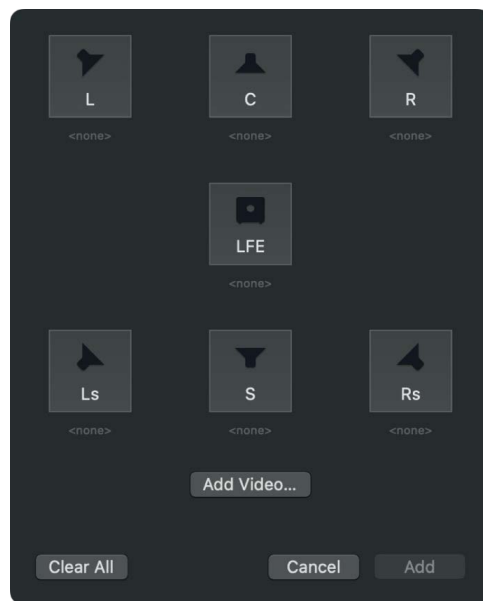 L C R
<none> <none> <none>
LFE
<none>
Ls S Rs
<none> <none> <none>
Add Video...
Clear All Cancel Add